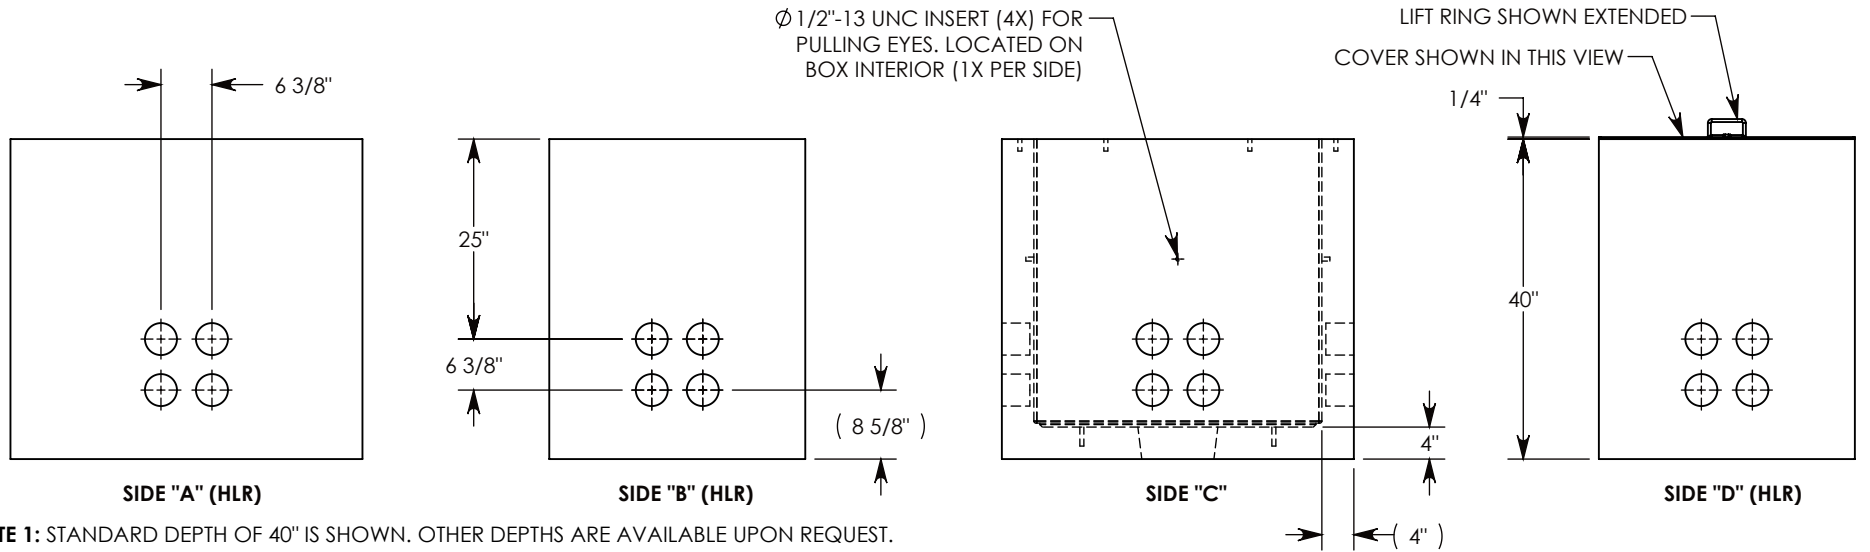 Ø 1/2"-13 UNC INSERT (4X) FOR
PULLING EYES. LOCATED ON
BOX INTERIOR (1X PER SIDE)
LIFT RING SHOWN EXTENDED
COVER SHOWN IN THIS VIEW
1/4"
6 3/8"
25"
6 3/8"
( 8 5/8" )
40"
4"
( 4" )
SIDE "A" (HLR)
SIDE "B" (HLR)
SIDE "C"
SIDE "D" (HLR)
TE 1: STANDARD DEPTH OF 40" IS SHOWN. OTHER DEPTHS ARE AVAILABLE UPON REQUEST.